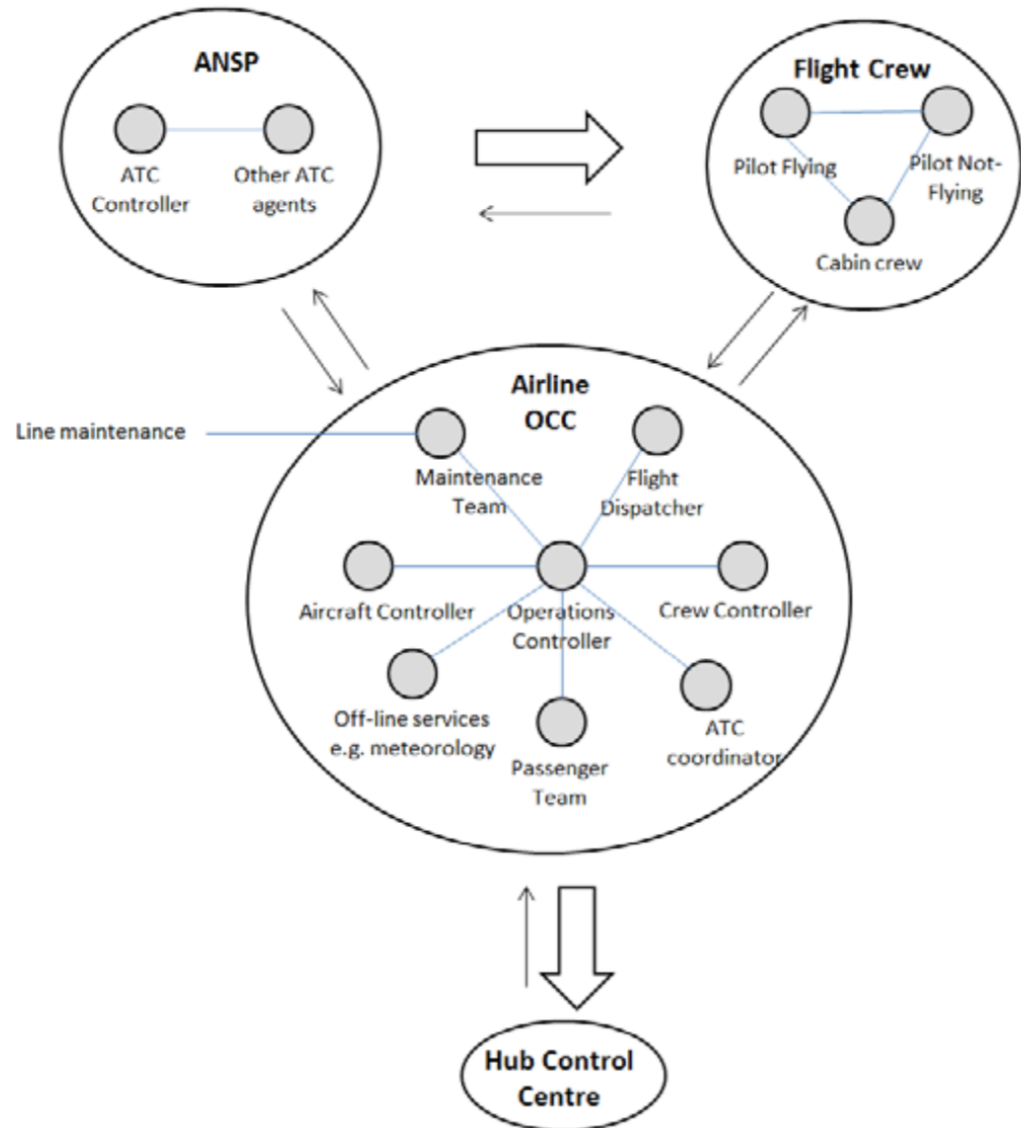 ANSP
ATC
Controller
Other ATC
agents
Flight Crew
Pilot Flying
Pilot Not-
Flying
Cabin crew
Airline
OCC
Line maintenance
Maintenance
Team
Flight
Dispatcher
Aircraft Controller
Operations
Controller
Crew Controller
Off-line services
e.g. meteorology
Passenger
Team
ATC
coordinator
Hub Control
Centre